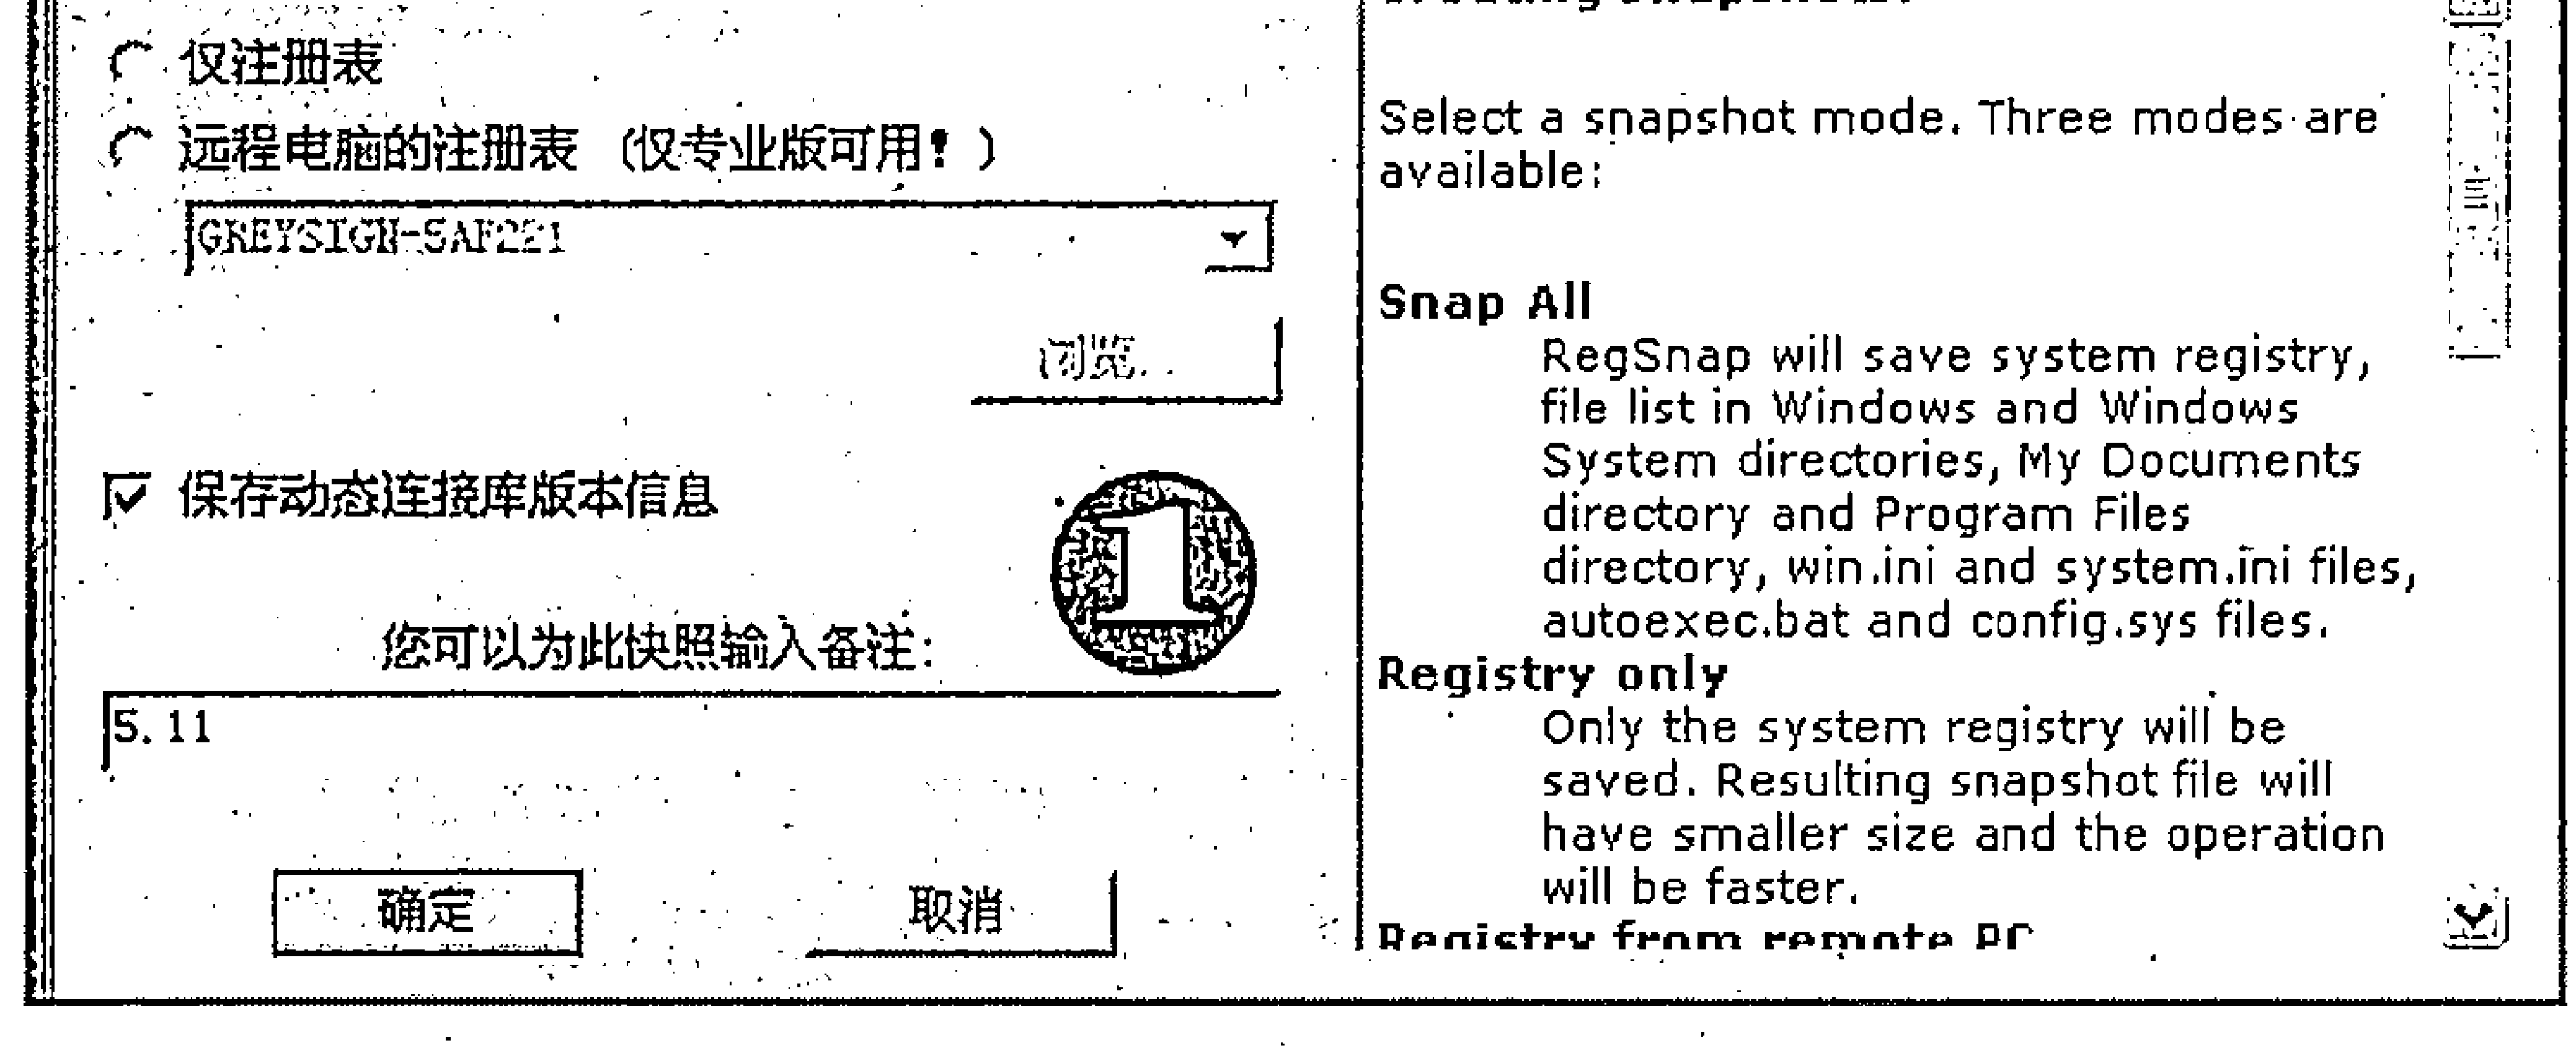 仅注册表
远程电脑的注册表 (仅专业版可用! )
浏览...
保存动态连接库版本信息
1
您可以为此快照输入备注:
5.11
确定
取消
Select a snapshot mode. Three modes are
available:
Snap All
RegSnap will save system registry,
file list in Windows and Windows
System directories, My Documents
directory and Program Files
directory, win.ini and system.ini files,
autoexec.bat and config.sys files.
Registry only
Only the system registry will be
saved. Resulting snapshot file will
have smaller size and the operation
will be faster.
Registry from remote PC